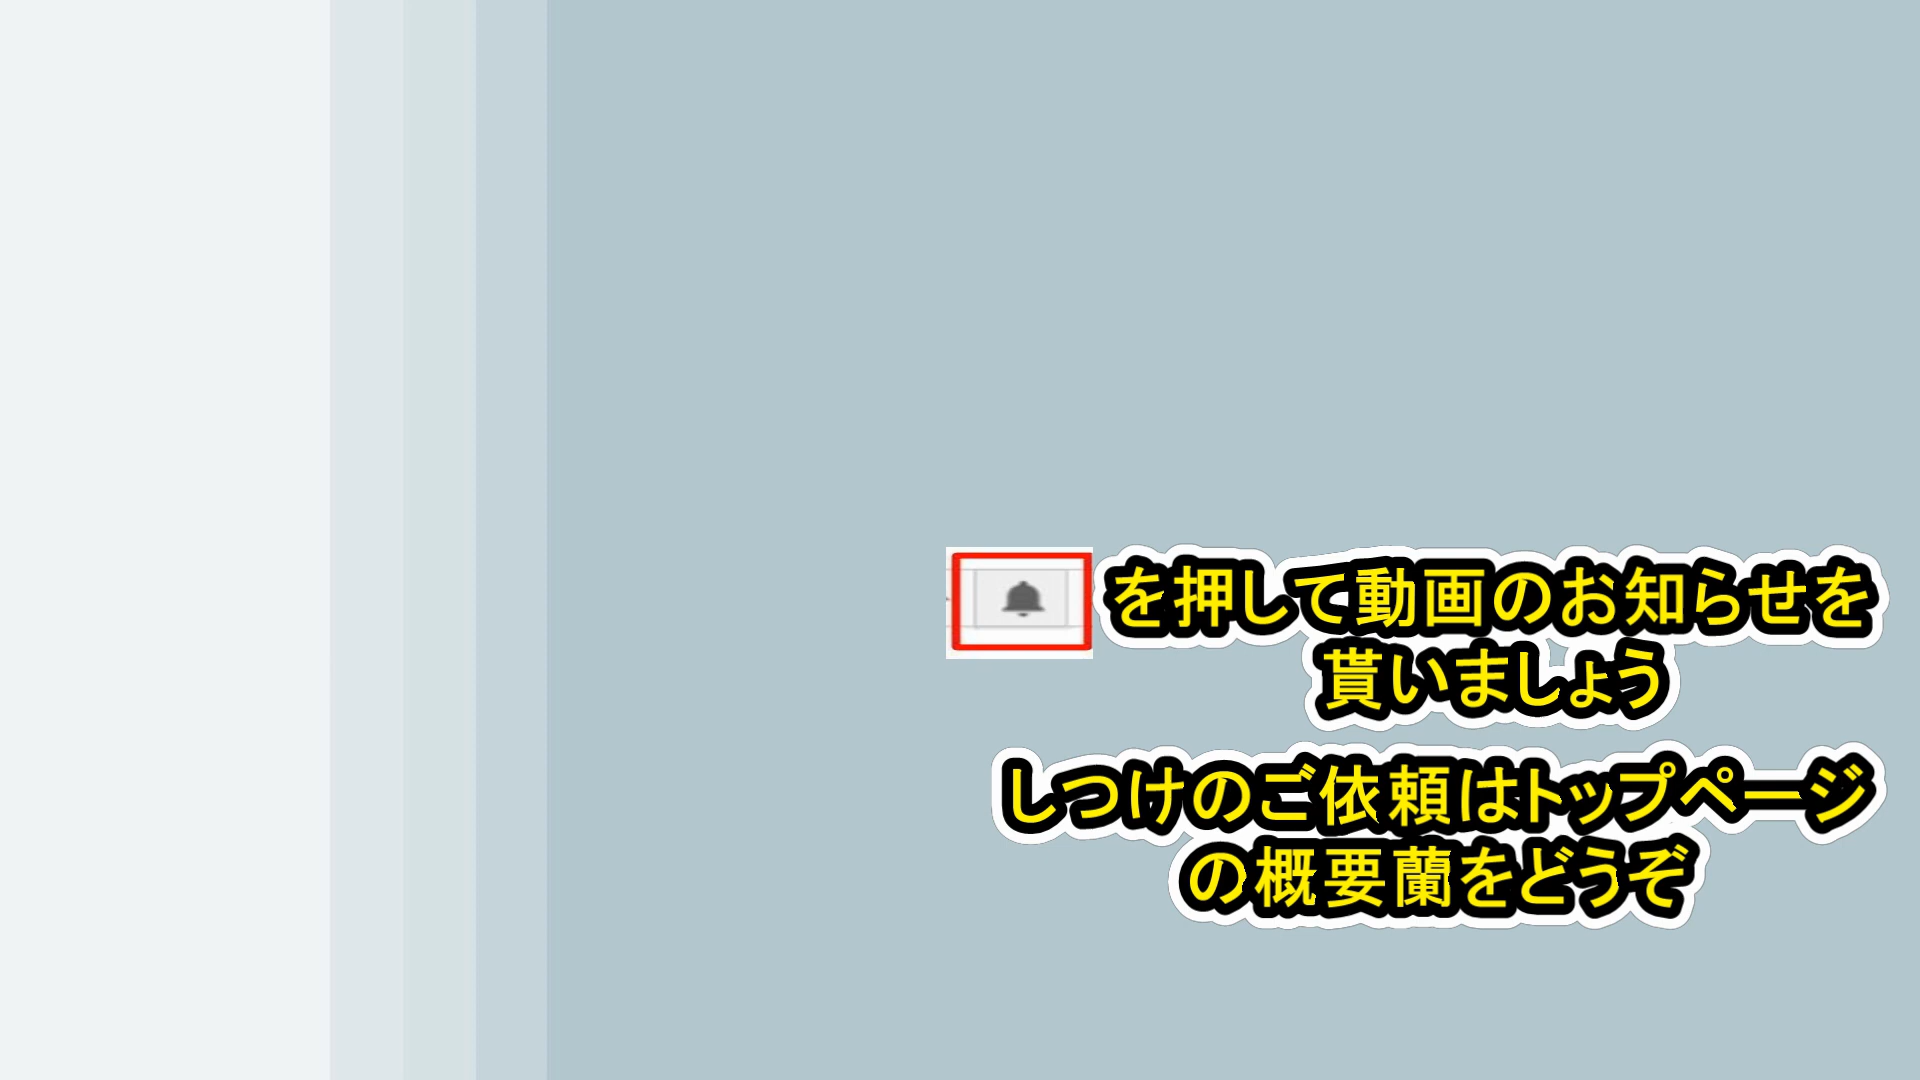 を押して動画のお知らせを
貰いましょう
しつけのご依頼はトップページ
の概要蘭をどうぞ